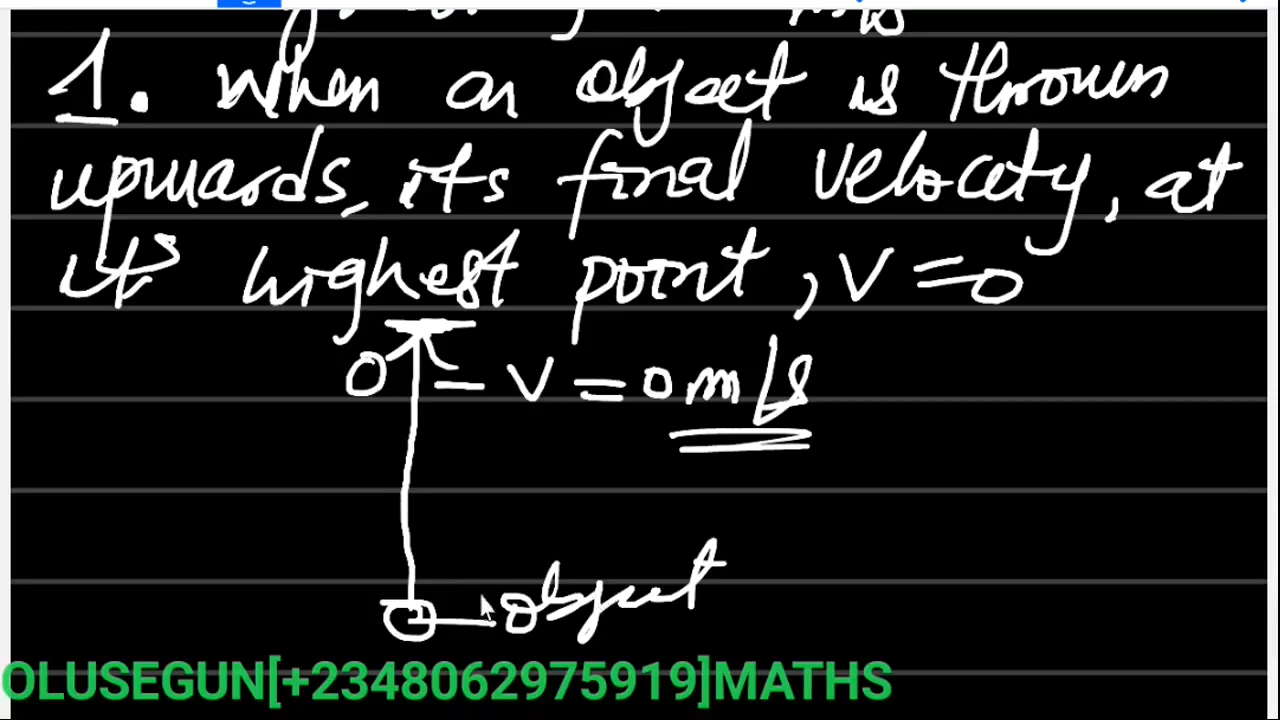 1. When an object is thrown
upwards, its final velocity, at
its highest point, V=0
0 - V = 0m/s
object
OLUSEGUN[+2348062975919]MATHS